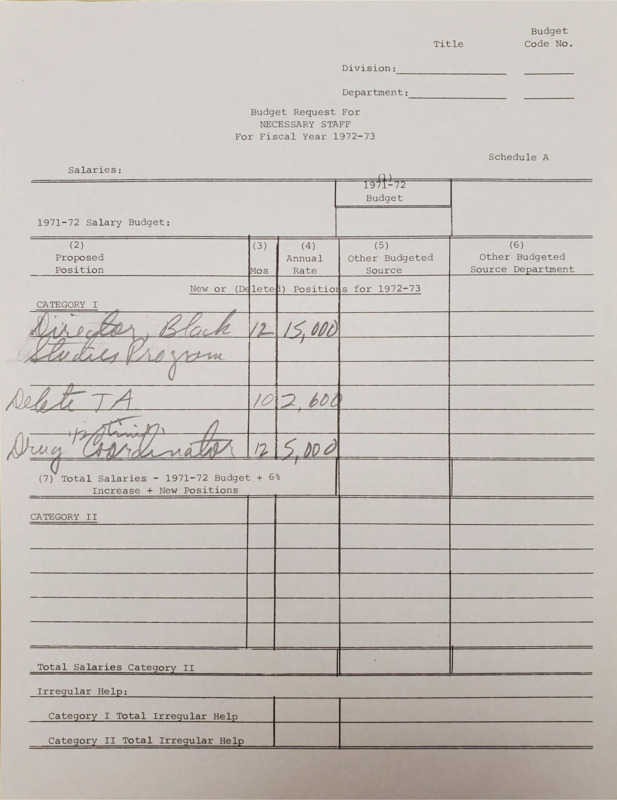 Budget
Title Code No.
Division:
Department:
Budget Request For
NECESSARY STAFF
For Fiscal Year 1972-73
Schedule A
Salaries:
(1)
1971-72
Budget
1971-72 Salary Budget:
(2) (3) (4) (5) (6)
Proposed Annual Other Budgeted Other Budgeted
Position Mos Rate Source Source Department
New or (Deleted) Positions for 1972-73
CATEGORY I
Director, Black 12 15,000
Studies Program
Delete TA 10 2,600
1/2 time
Drug Coordinator 12 5,000
(7) Total Salaries - 1971-72 Budget + 6%
Increase + New Positions
CATEGORY II
Total Salaries Category II
Irregular Help:
Category I Total Irregular Help
Category II Total Irregular Help